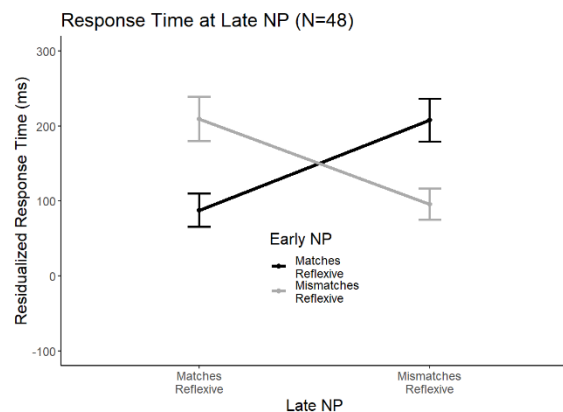 Response Time at Late NP (N=48)
Residualized Response Time (ms)
300
200
100
0
-100
Early NP
Matches
Reflexive
Mismatches
Reflexive
Matches
Reflexive
Mismatches
Reflexive
Late NP